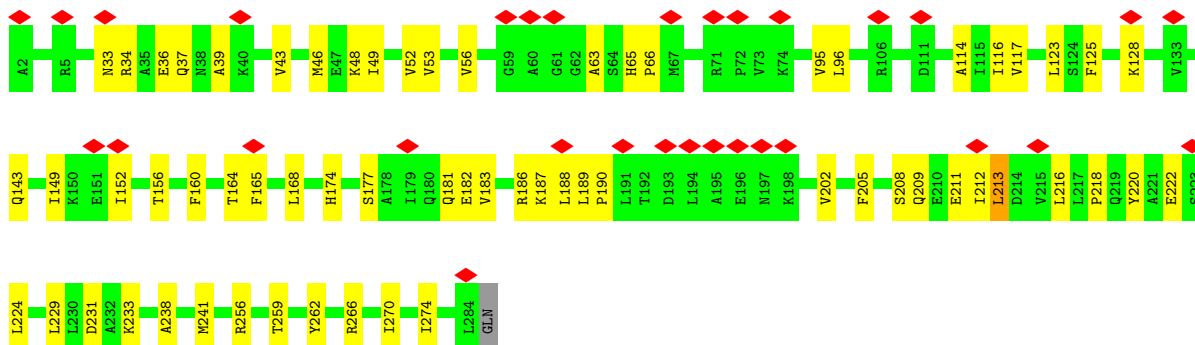 A2 R5 N33 R34 A35 E36 Q37 N38 A39 K40 V43 M46 E47 K48 I49 V52 V53 V56 G59 A60 G61 G62 A63 S64 H65 P66 M67 R71 P72 V73 K74 V95 L96 R106 D111 A114 I115 I116 V117 L123 S124 F125 K128 V133
Q143 I149 K150 E151 I152 T156 F160 T164 F165 L168 H174 S177 A178 I179 Q180 Q181 E182 V183 R186 K187 L188 L189 P190 L191 T192 D193 L194 A195 E196 N197 K198 V202 F205 S208 Q209 E210 E211 I212 L213 D214 V215 L216 L217 P218 Q219 Y220 A221 E222
L224 L229 L230 D231 A232 K233 A238 M241 R256 T259 Y262 R266 I270 I274 L284 GLN